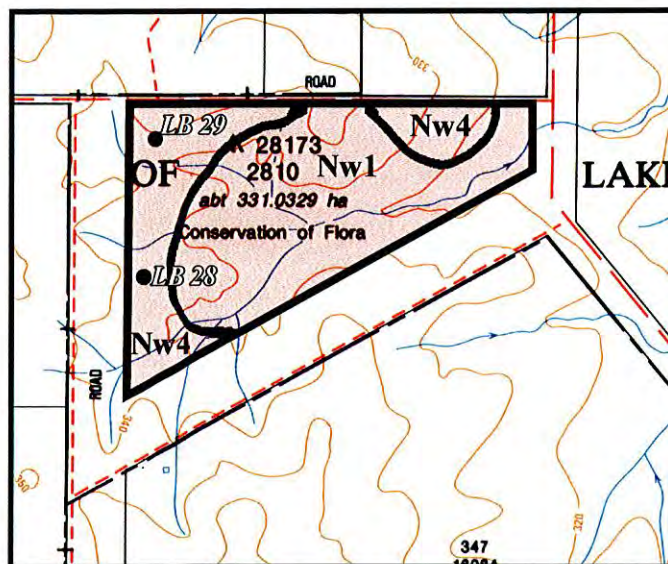 330
ROAD
LB 29
28173
Nw4
OF
2810
Nw1
abt 331.0329 ha
LAKE
Conservation of Flora
LB 28
Nw4
ROAD
340
360
320
347